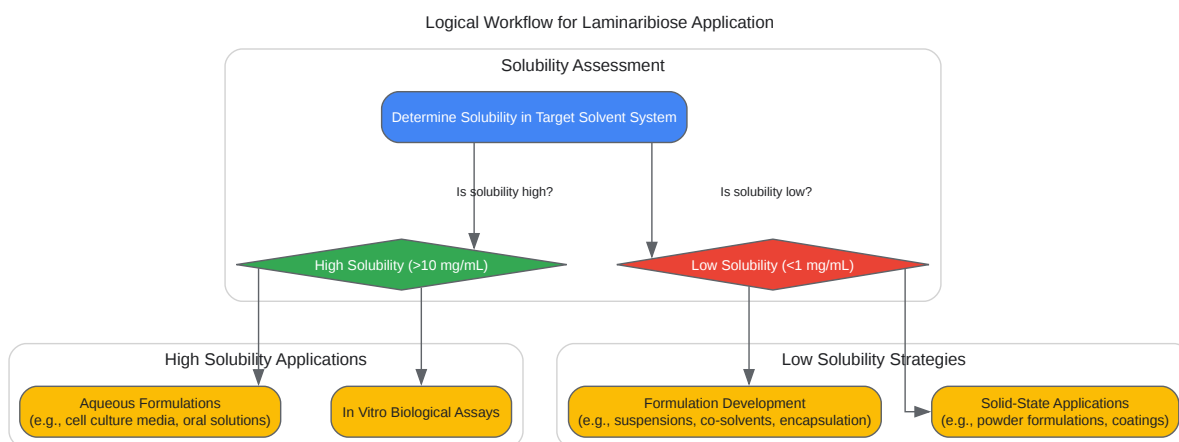 Logical Workflow for Laminaribiose Application
Solubility Assessment
Determine Solubility in Target Solvent System
Is solubility high?
Is solubility low?
High Solubility (>10 mg/mL)
Low Solubility (<1 mg/mL)
High Solubility Applications
Low Solubility Strategies
Aqueous Formulations
(e.g., cell culture media, oral solutions)
In Vitro Biological Assays
Formulation Development
(e.g., suspensions, co-solvents, encapsulation)
Solid-State Applications
(e.g., powder formulations, coatings)